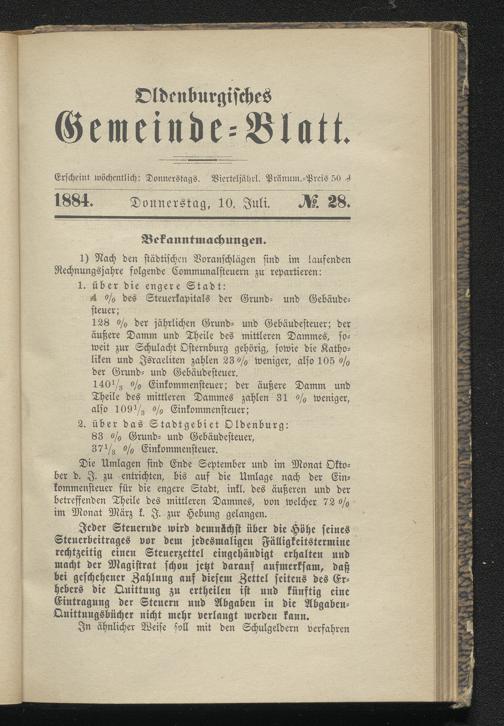 Oldenburgisches
Gemeinde-Blatt.
Erscheint wöchentlich: Donnerstags. Vierteljährl. Pränum.-Preis 50 ₰
1884. Donnerstag, 10. Juli. № 28.
Bekanntmachungen.
1) Nach den städtischen Voranschlägen sind im laufenden
Rechnungsjahre folgende Communalsteuern zu repartieren:
1. über die engere Stadt:
4 % des Steuerkapitals der Grund- und Gebäude-
steuer;
128 % der jährlichen Grund- und Gebäudesteuer; der
äußere Damm und Theile des mittleren Dammes, so-
weit zur Schulacht Osternburg gehörig, sowie die Katho-
liken und Israeliten zahlen 23 % weniger, also 105 %
der Grund- und Gebäudesteuer.
140 1/3 % Einkommensteuer; der äußere Damm und
Theile des mittleren Dammes zahlen 31 % weniger,
also 109 1/3 % Einkommensteuer;
2. über das Stadtgebiet Oldenburg:
83 % Grund- und Gebäudesteuer,
37 1/3 % Einkommensteuer.
Die Umlagen sind Ende September und im Monat Okto-
ber d. J. zu entrichten, bis auf die Umlage nach der Ein-
kommensteuer für die engere Stadt, inkl. des äußeren und der
betreffenden Theile des mittleren Dammes, von welcher 72 %
im Monat März k. J. zur Hebung gelangen.
Jeder Steuernde wird demnächst über die Höhe seines
Steuerbeitrages vor dem jedesmaligen Fälligkeitstermine
rechtzeitig einen Steuerzettel eingehändigt erhalten und
macht der Magistrat schon jetzt darauf aufmerksam, daß
bei geschehener Zahlung auf diesem Zettel seitens des Er-
hebers die Quittung zu ertheilen ist und künftig eine
Eintragung der Steuern und Abgaben in die Abgaben-
Quittungsbücher nicht mehr verlangt werden kann.
In ähnlicher Weise soll mit den Schulgeldern verfahren